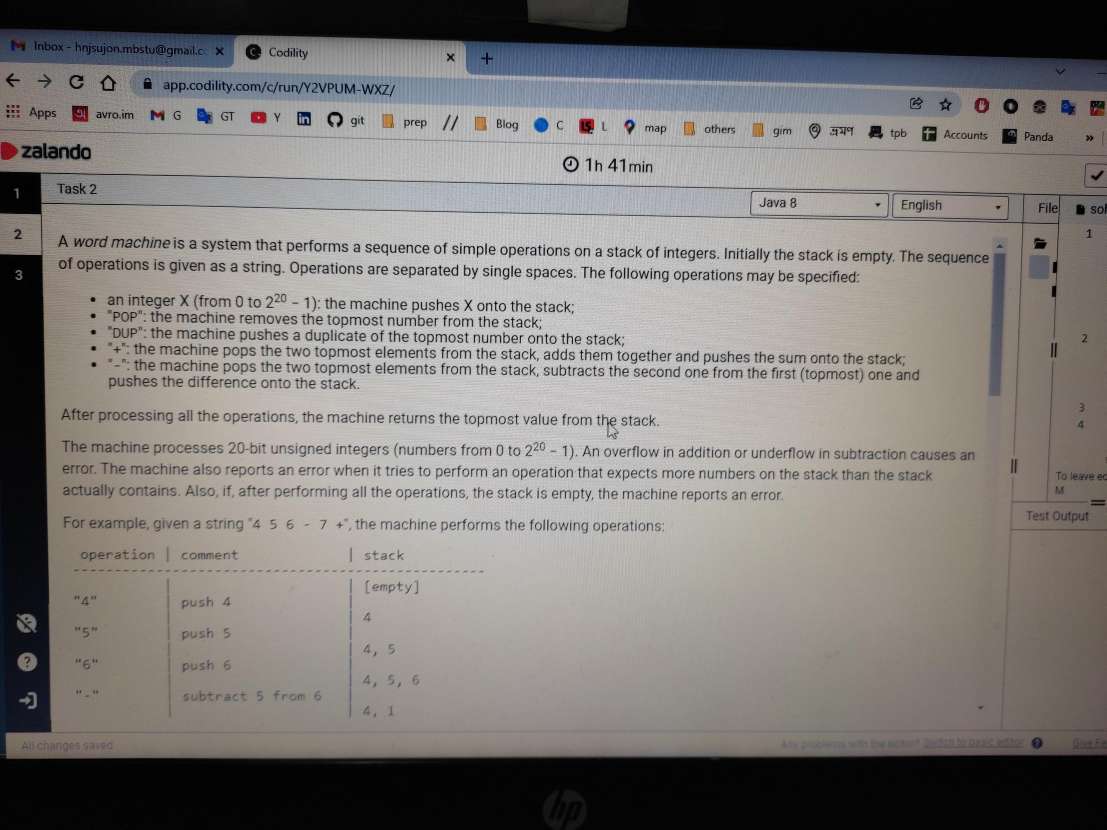 Inbox - hnjsujon.mbstu@gmail.c
Codility
app.codility.com/c/run/Y2VPUM-WXZ/
Apps avro.im G GT Y git prep // Blog C L map others gim ভ্রমণ tpb Accounts Panda »
zalando
1h 41min
1
Task 2
Java 8
English
File
sol
2
3
A word machine is a system that performs a sequence of simple operations on a stack of integers. Initially the stack is empty. The sequence
of operations is given as a string. Operations are separated by single spaces. The following operations may be specified:
• an integer X (from 0 to 2²⁰ - 1): the machine pushes X onto the stack;
• "POP": the machine removes the topmost number from the stack;
• "DUP": the machine pushes a duplicate of the topmost number onto the stack;
• "+": the machine pops the two topmost elements from the stack, adds them together and pushes the sum onto the stack;
• "-": the machine pops the two topmost elements from the stack, subtracts the second one from the first (topmost) one and
pushes the difference onto the stack.
After processing all the operations, the machine returns the topmost value from the stack.
The machine processes 20-bit unsigned integers (numbers from 0 to 2²⁰ - 1). An overflow in addition or underflow in subtraction causes an
error. The machine also reports an error when it tries to perform an operation that expects more numbers on the stack than the stack
actually contains. Also, if, after performing all the operations, the stack is empty, the machine reports an error.
For example, given a string "4 5 6 - 7 +", the machine performs the following operations:
operation | comment | stack
[empty]
"4" | push 4
4
"5" | push 5
4, 5
"6" | push 6
4, 5, 6
"-" | subtract 5 from 6
4, 1
1
2
3
4
To leave ed
M
Test Output
All changes saved
Any problems with the editor? Switch to basic editor
Give Fe
hp